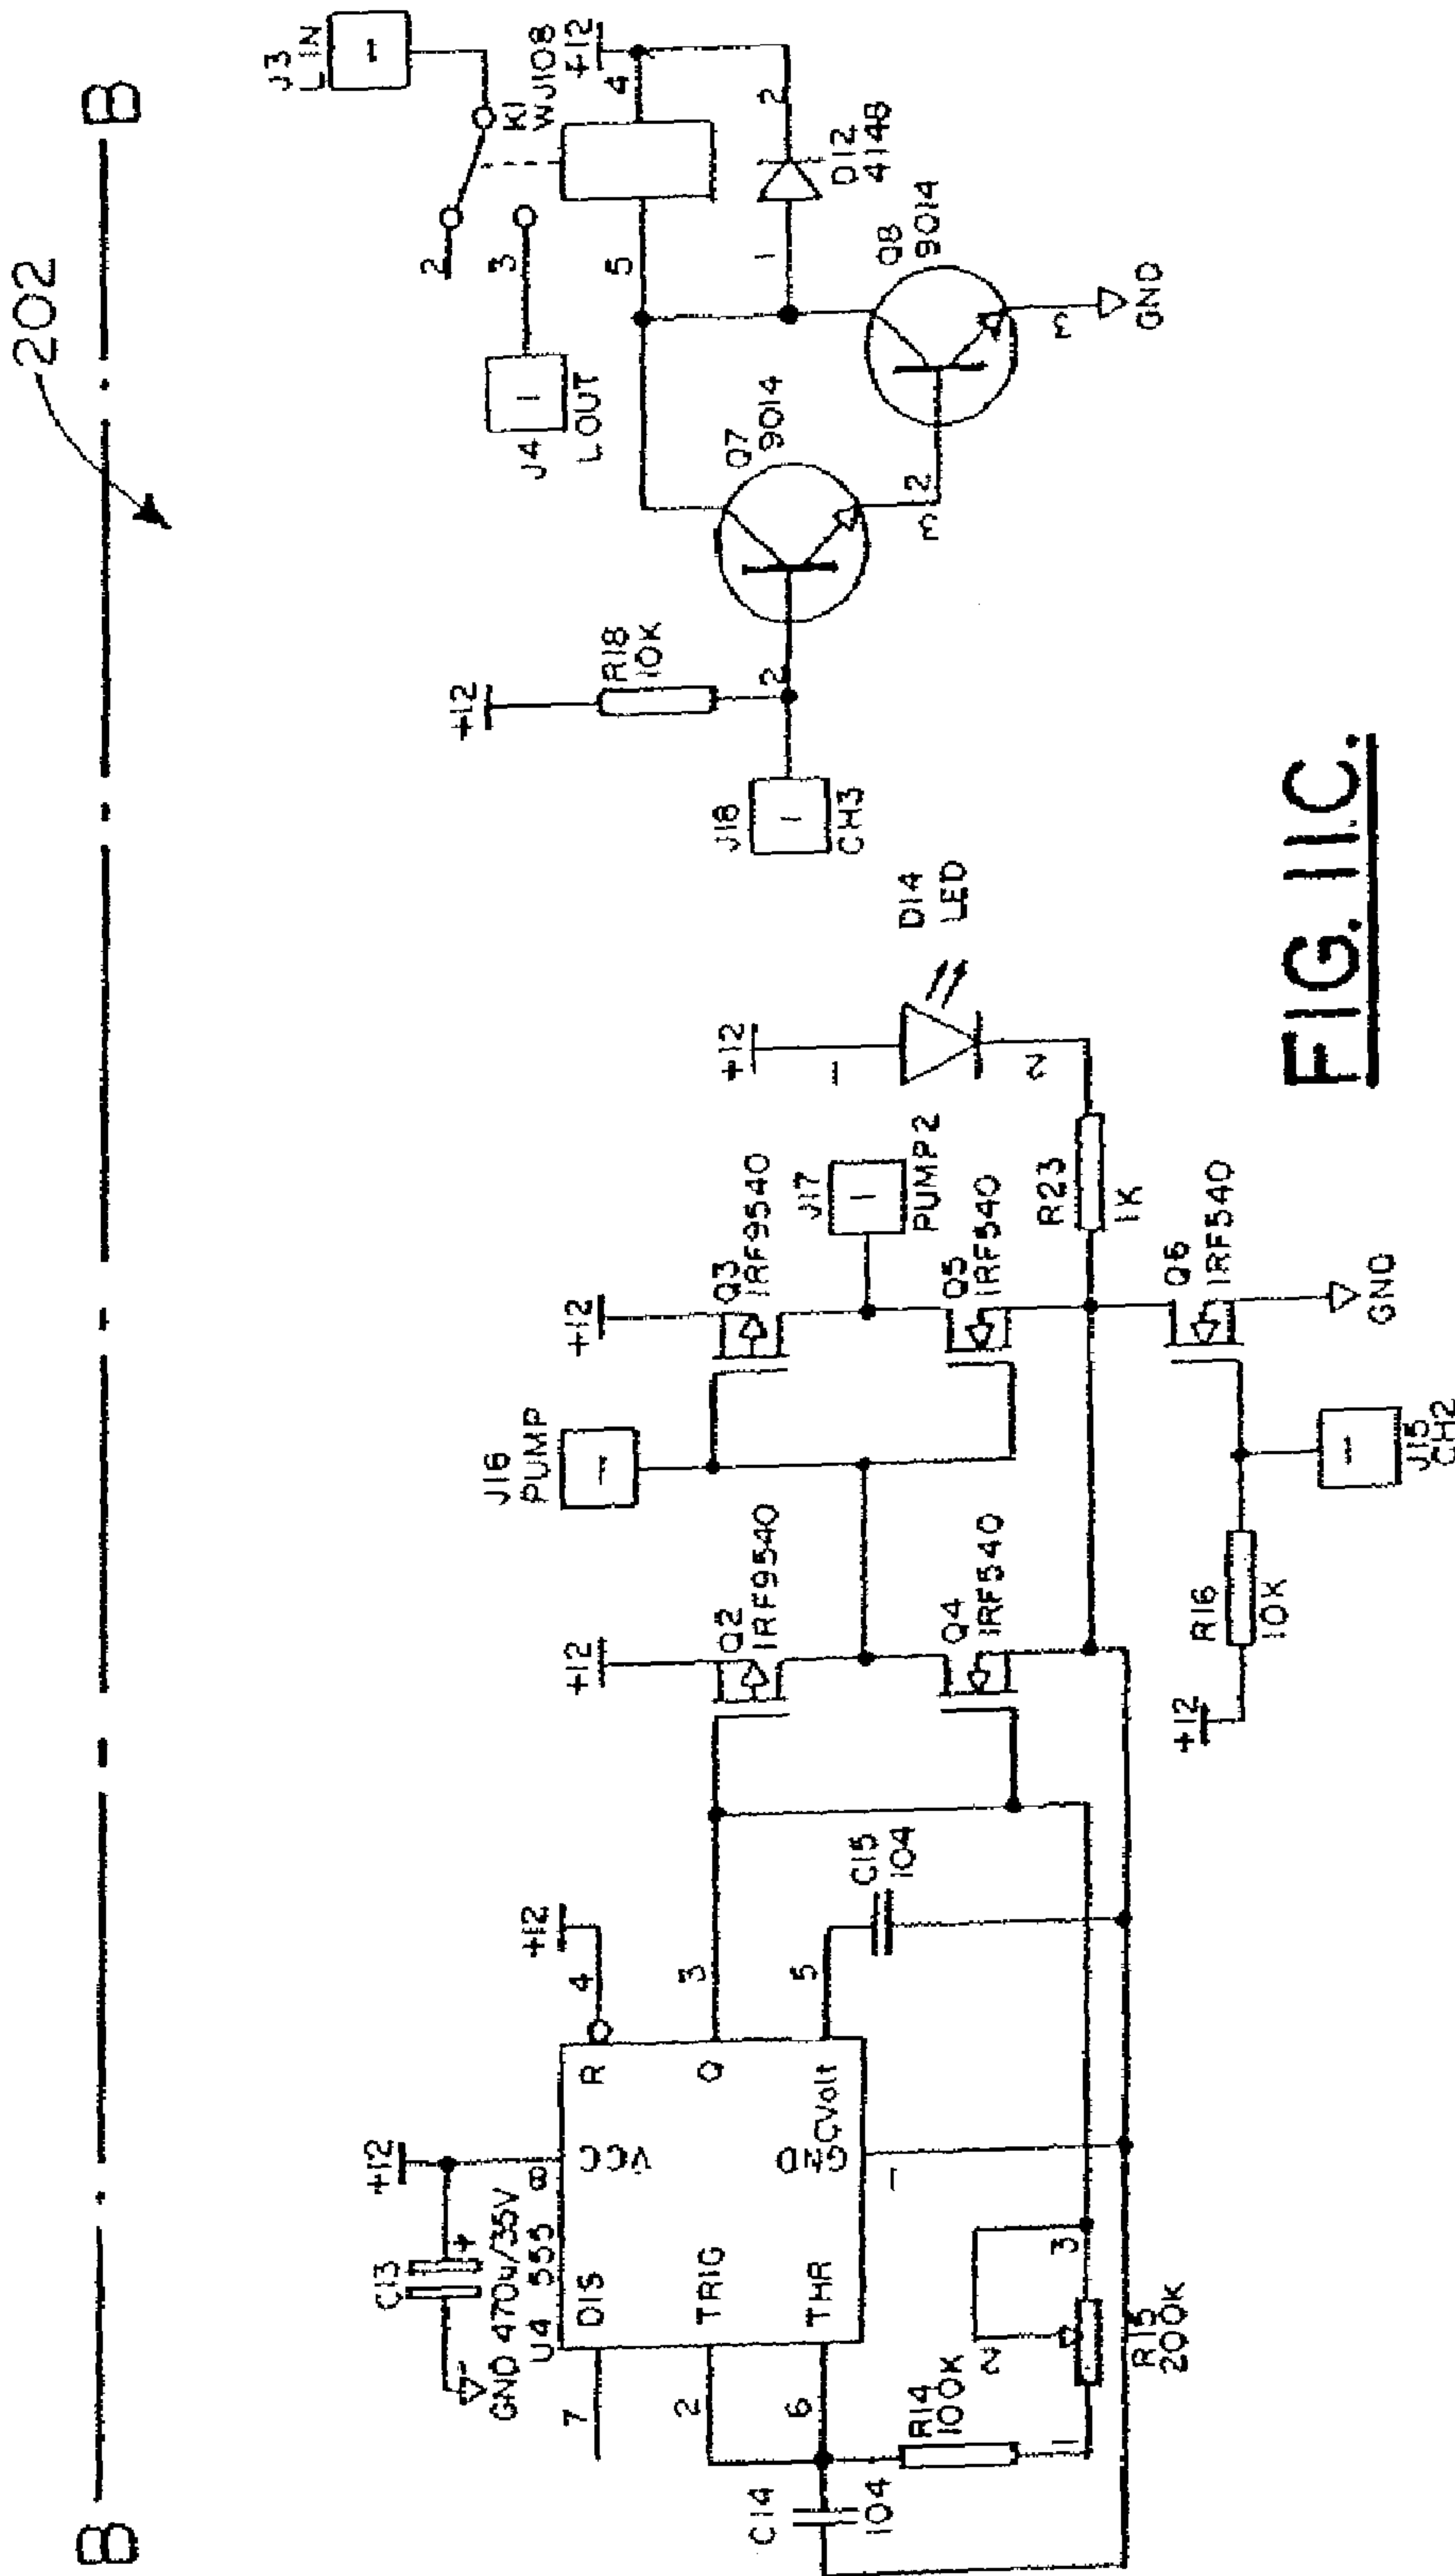 202
B
B
+12
C13
GND 470u/35V
U4 555
8
VCC
DIS
7
R
4
+12
TRIG
2
Q
3
THR
6
CVolt
5
GND
1
C14
104
R14
100K
1
2
3
R15
200K
C15
104
+12
Q2
IRF9540
Q4
IRF540
J16
PUMP
1
+12
Q3
IRF9540
J17
1
PUMP2
Q5
IRF540
R23
1K
+12
1
2
D14
LED
Q6
IRF540
GND
J15
CH2
1
R16
10K
+12
J18
1
CH3
+12
R18
10K
2
Q7
9014
3
2
Q8
9014
3
GND
J4
1
LOUT
2
3
5
J3
LIN
1
K1
WJ108
+12
4
1
2
D12
4148
FIG. 11C.